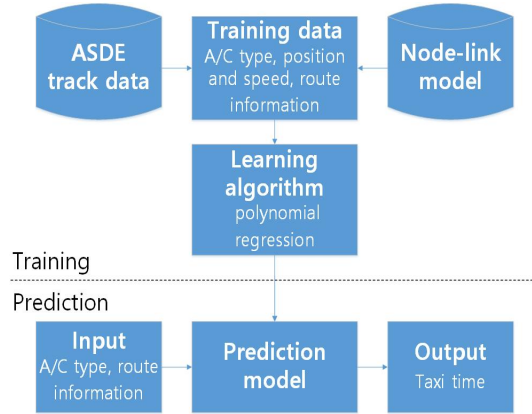 ASDE
track data
Training data
A/C type, position
and speed, route
information
Node-link
model
Learning
algorithm
polynomial
regression
Training
Prediction
Input
A/C type, route
information
Prediction
model
Output
Taxi time